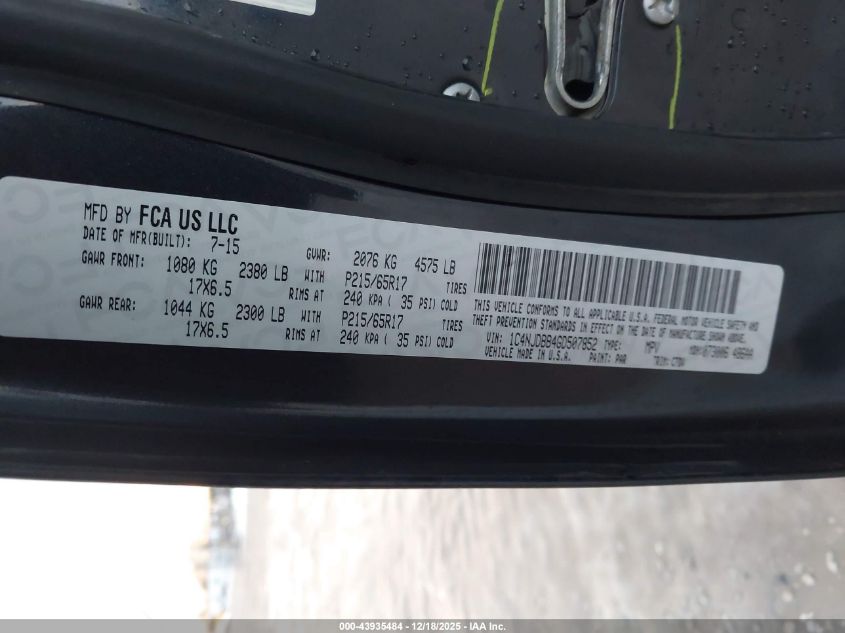 MFD BY FCA US LLC
DATE OF MFR(BUILT): 7-15 GVWR: 2076 KG 4575 LB
GAWR FRONT: 1080 KG 2380 LB WITH P215/65R17 TIRES
17X6.5 RIMS AT 240 KPA ( 35 PSI) COLD
GAWR REAR: 1044 KG 2300 LB WITH P215/65R17 TIRES
17X6.5 RIMS AT 240 KPA ( 35 PSI) COLD
THIS VEHICLE CONFORMS TO ALL APPLICABLE U.S.A. FEDERAL MOTOR VEHICLE SAFETY AND
THEFT PREVENTION STANDARDS IN EFFECT ON THE DATE OF MANUFACTURE SHOWN ABOVE.
VIN: 1C4NJDBB4GD507852 TYPE: MPV
VEHICLE MADE IN U.S.A. PAINT: PAR TRIM:
000-43935484 - 12/18/2025 - IAA Inc.